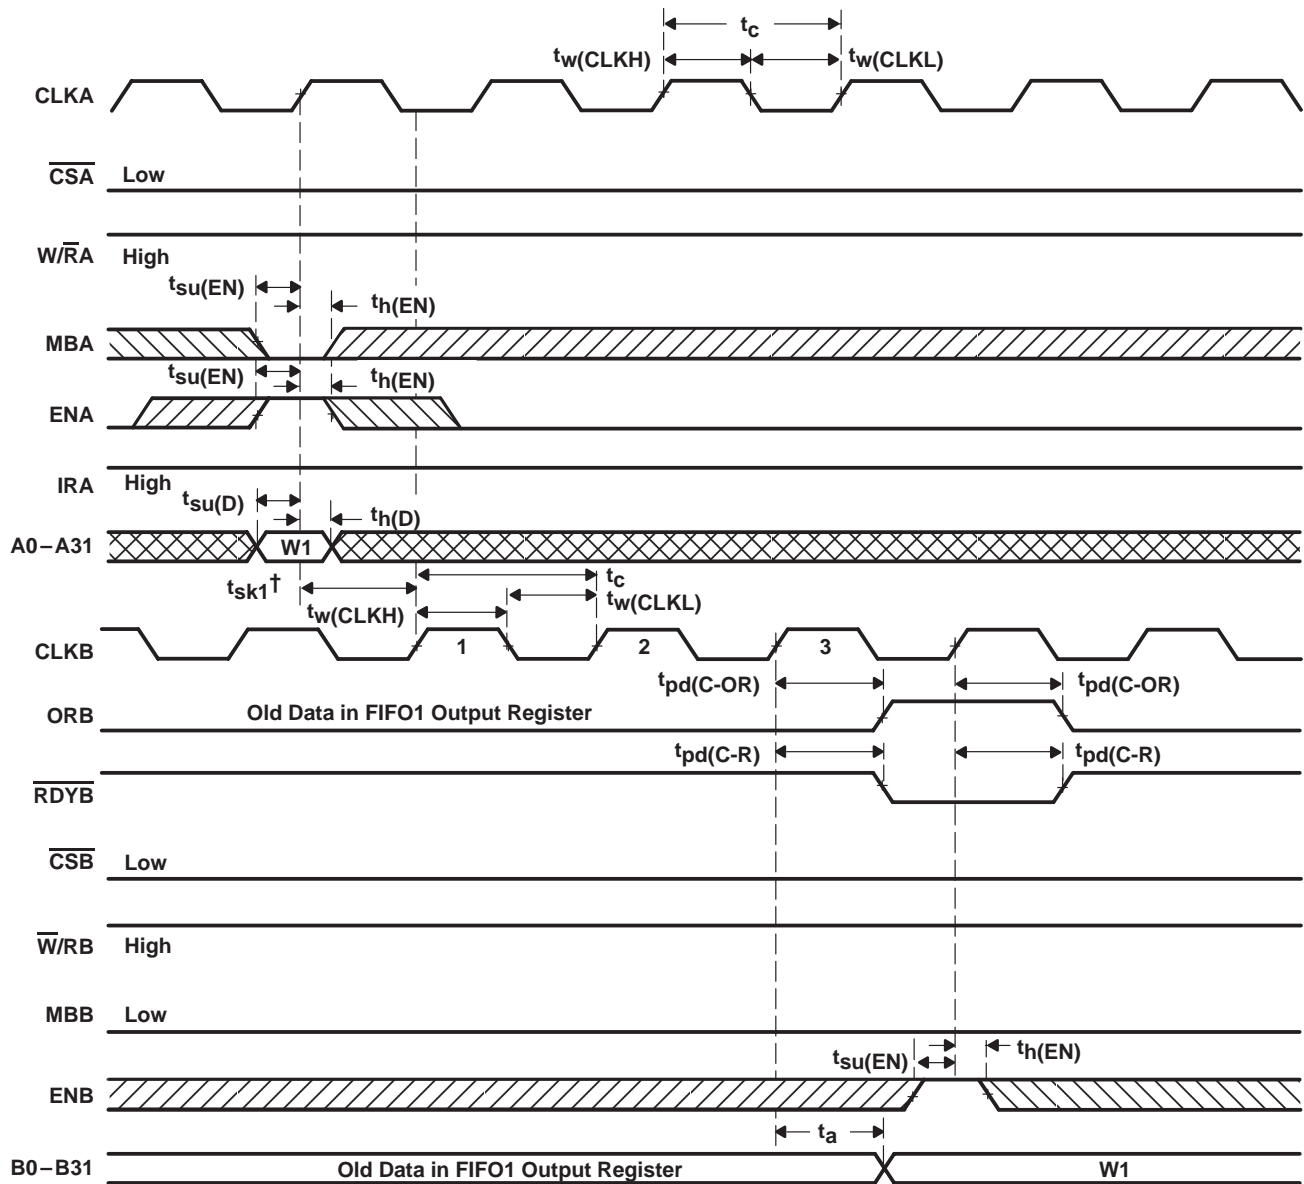 tc
tw(CLKH)
tw(CLKL)
CLKA
CSA
Low
W/RA
High
tsu(EN)
th(EN)
MBA
tsu(EN)
th(EN)
ENA
IRA
High
tsu(D)
th(D)
A0–A31
W1
tsk1†
tc
tw(CLKH)
tw(CLKL)
CLKB
1
2
3
tpd(C-OR)
tpd(C-OR)
ORB
Old Data in FIFO1 Output Register
tpd(C-R)
tpd(C-R)
RDYB
CSB
Low
W/RB
High
MBB
Low
tsu(EN)
th(EN)
ENB
ta
B0–B31
Old Data in FIFO1 Output Register
W1